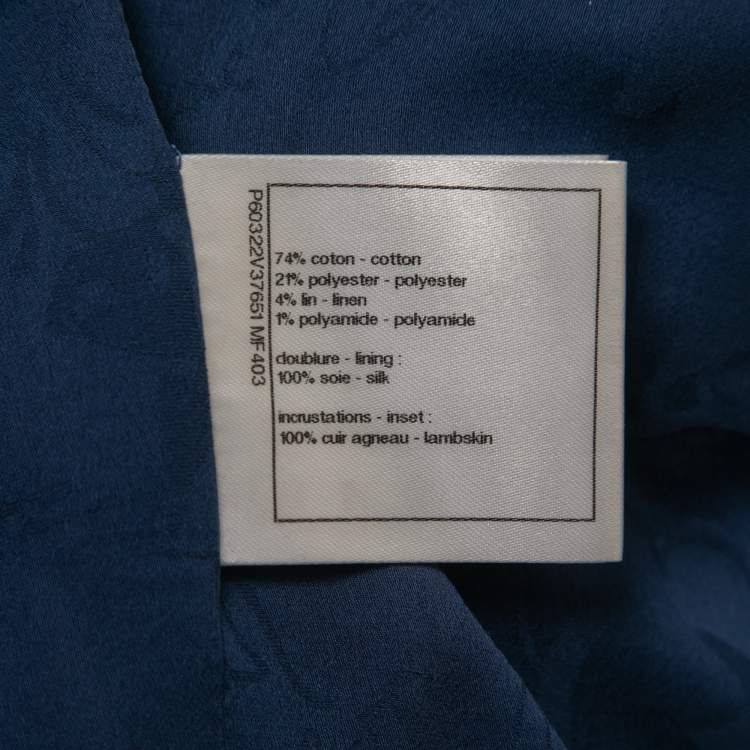 P60322V37651 MF403
74% coton - cotton
21% polyester - polyester
4% lin - linen
1% polyamide - polyamide
doublure - lining :
100% soie - silk
incrustations - inset :
100% cuir agneau - lambskin